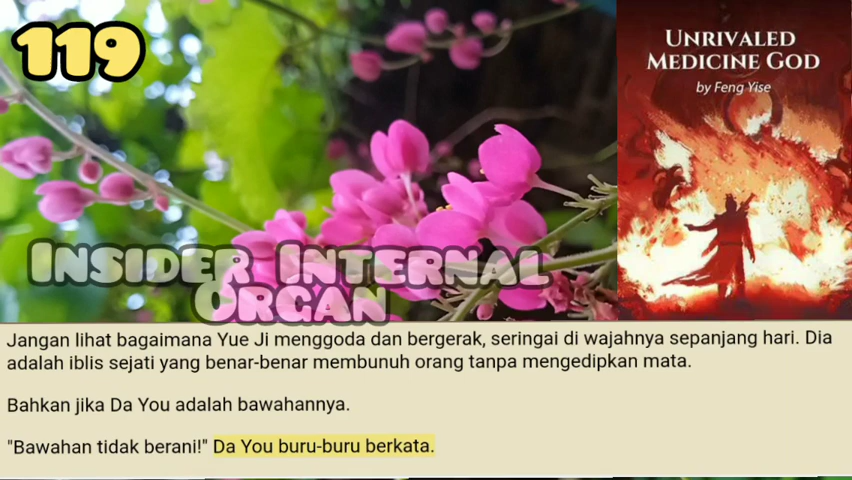 119
UNRIVALED
MEDICINE GOD
by Feng Yise
INSIDER INTERNAL
ORGAN
Jangan lihat bagaimana Yue Ji menggoda dan bergerak, seringai di wajahnya sepanjang hari. Dia
adalah iblis sejati yang benar-benar membunuh orang tanpa mengedipkan mata.
Bahkan jika Da You adalah bawahannya.
"Bawahan tidak berani!" Da You buru-buru berkata.